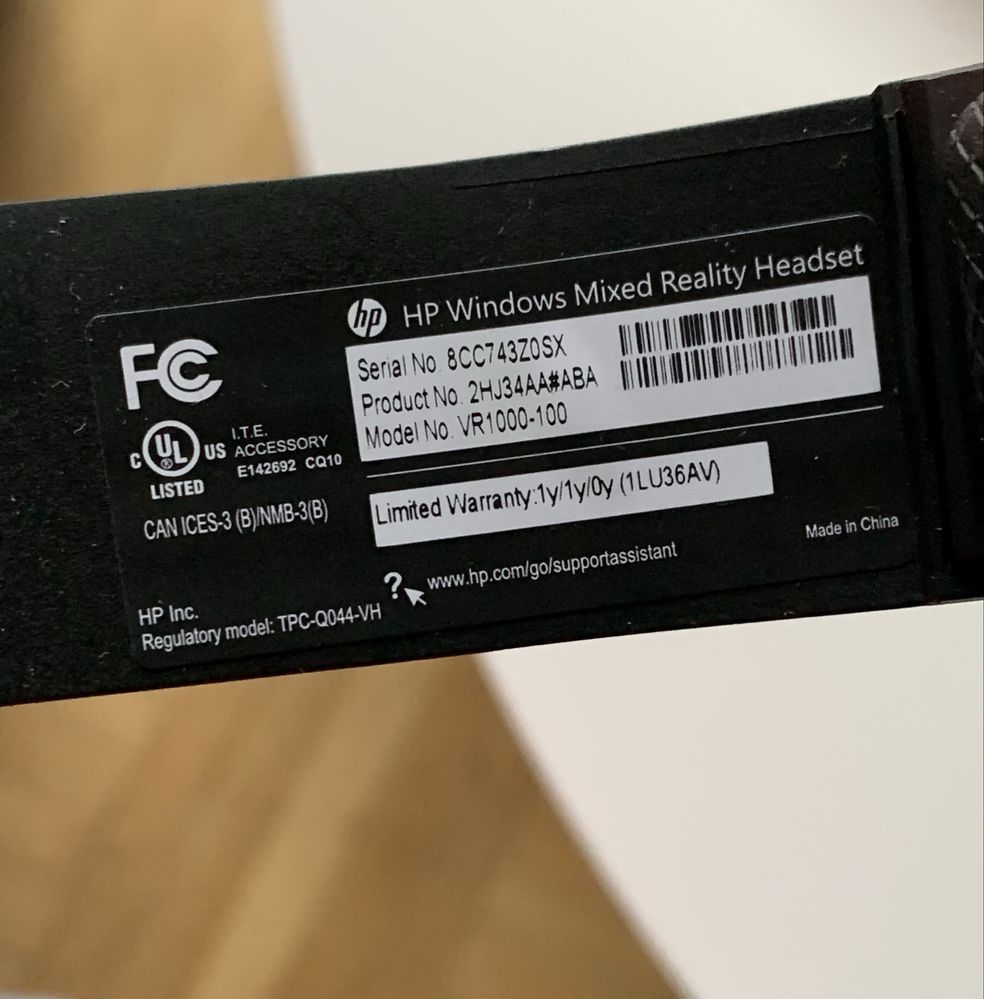 hp HP Windows Mixed Reality Headset
FC
Serial No. 8CC743Z0SX
Product No. 2HJ34AA#ABA
Model No. VR1000-100
C UL US
®
LISTED
I.T.E.
ACCESSORY
E142692 CQ10
CAN ICES-3 (B)/NMB-3(B)
Limited Warranty:1y/1y/0y (1LU36AV)
Made in China
? www.hp.com/go/supportassistant
HP Inc.
Regulatory model: TPC-Q044-VH